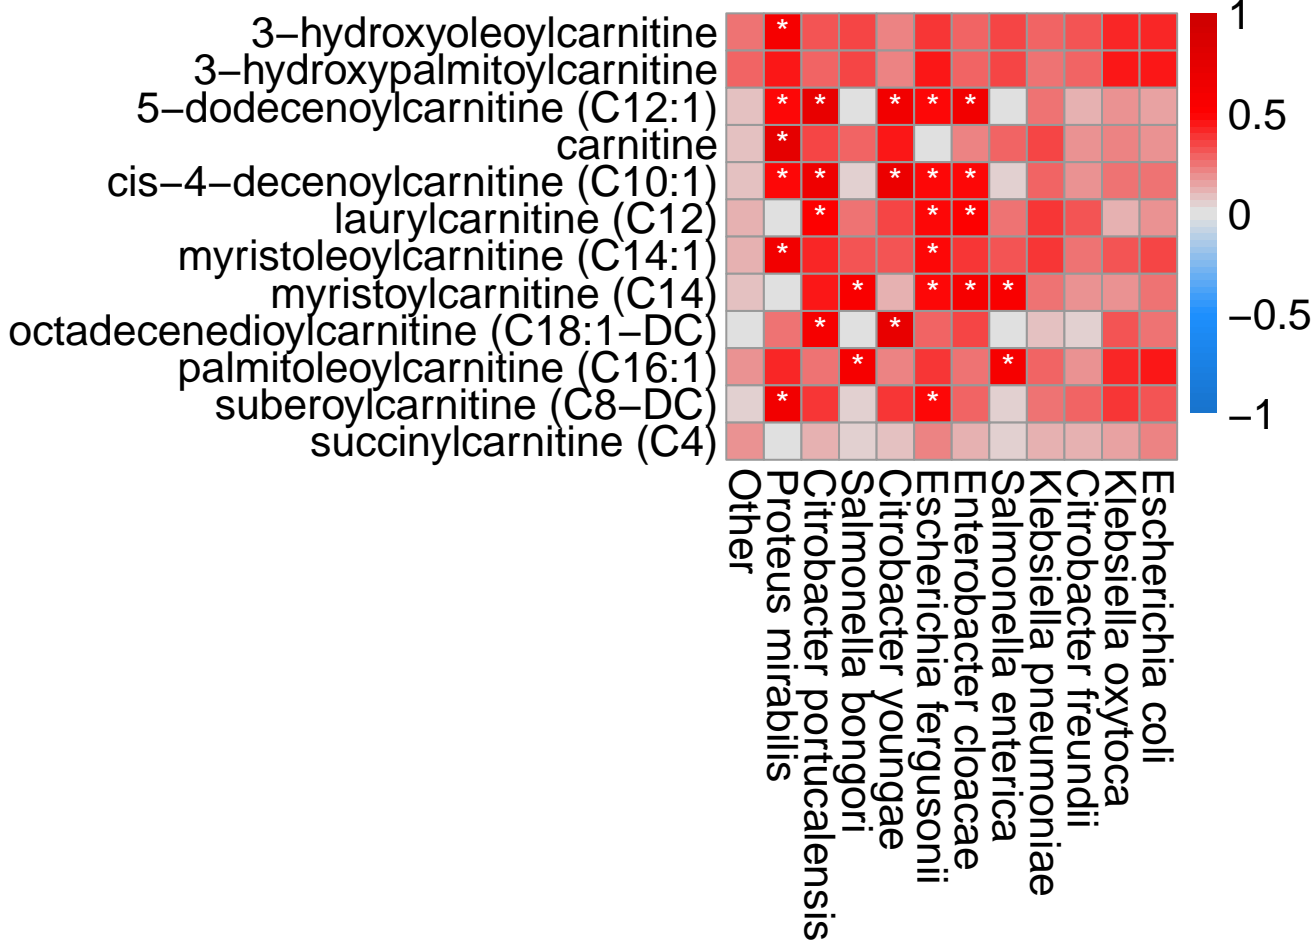 3−hydroxyoleoylcarnitine
3−hydroxypalmitoylcarnitine
5−dodecenoylcarnitine (C12:1)
carnitine
cis−4−decenoylcarnitine (C10:1)
laurylcarnitine (C12)
myristoleoylcarnitine (C14:1)
myristoylcarnitine (C14)
octadecenedioylcarnitine (C18:1−DC)
palmitoleoylcarnitine (C16:1)
suberoylcarnitine (C8−DC)
succinylcarnitine (C4)
*
* * * * *
*
* * * * *
* * *
* *
* * * *
* *
* *
* *
Other
Proteus mirabilis
Citrobacter portucalensis
Salmonella bongori
Citrobacter youngae
Escherichia fergusonii
Enterobacter cloacae
Salmonella enterica
Klebsiella pneumoniae
Citrobacter freundii
Klebsiella oxytoca
Escherichia coli
1
0.5
0
−0.5
−1